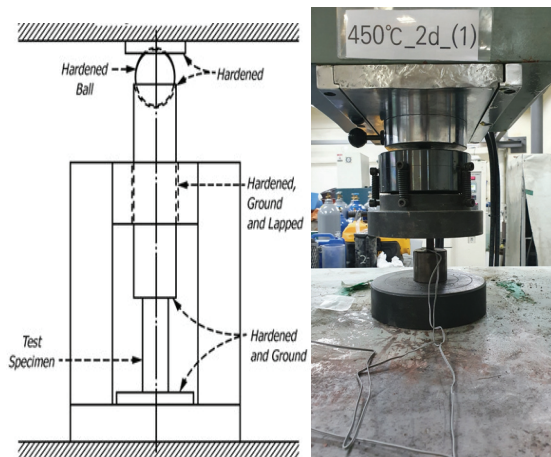 Hardened
Ball
Hardened
Hardened,
Ground
and Lapped
Test
Specimen
Hardened
and Ground
450℃_2d_(1)